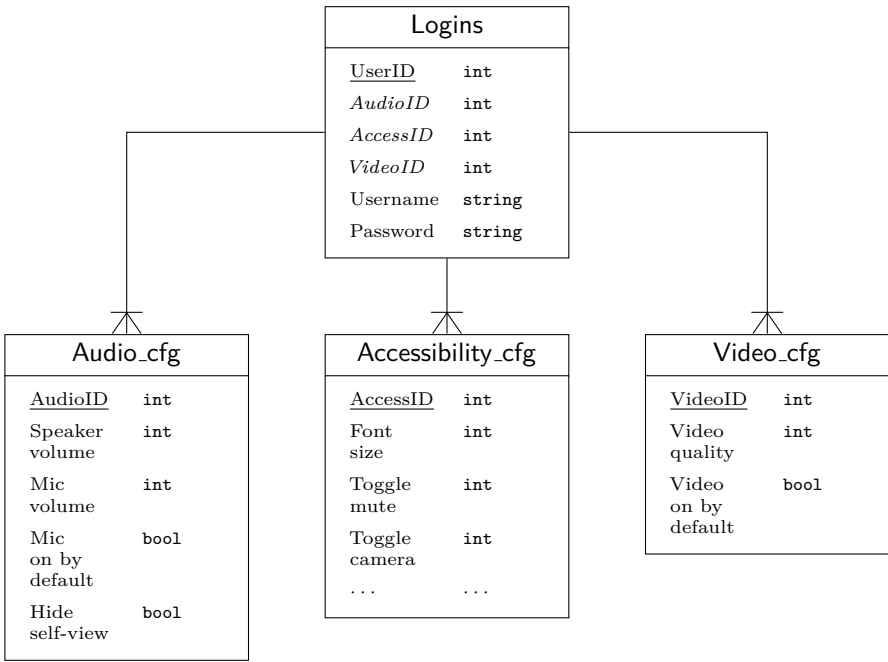 Logins
UserID int
AudioID int
AccessID int
VideoID int
Username string
Password string
Audio_cfg
AudioID int
Speaker int
volume
Mic int
volume
Mic bool
on by
default
Hide bool
self-view
Accessibility_cfg
AccessID int
Font int
size
Toggle int
mute
Toggle int
camera
... ...
Video_cfg
VideoID int
Video int
quality
Video bool
on by
default